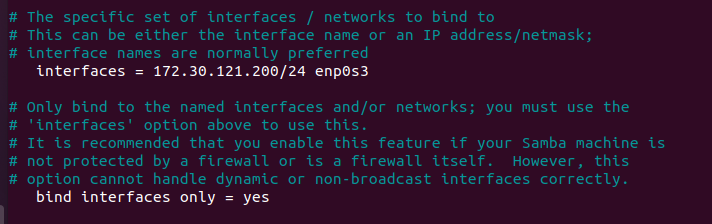 # The specific set of interfaces / networks to bind to
# This can be either the interface name or an IP address/netmask;
# interface names are normally preferred
   interfaces = 172.30.121.200/24 enp0s3

# Only bind to the named interfaces and/or networks; you must use the
# 'interfaces' option above to use this.
# It is recommended that you enable this feature if your Samba machine is
# not protected by a firewall or is a firewall itself.  However, this
# option cannot handle dynamic or non-broadcast interfaces correctly.
   bind interfaces only = yes